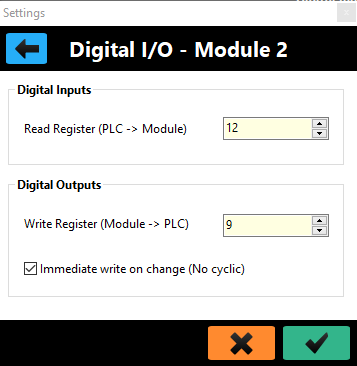 Settings
Digital I/O - Module 2
Digital Inputs
Read Register (PLC -> Module)
12
Digital Outputs
Write Register (Module -> PLC)
9
Immediate write on change (No cyclic)